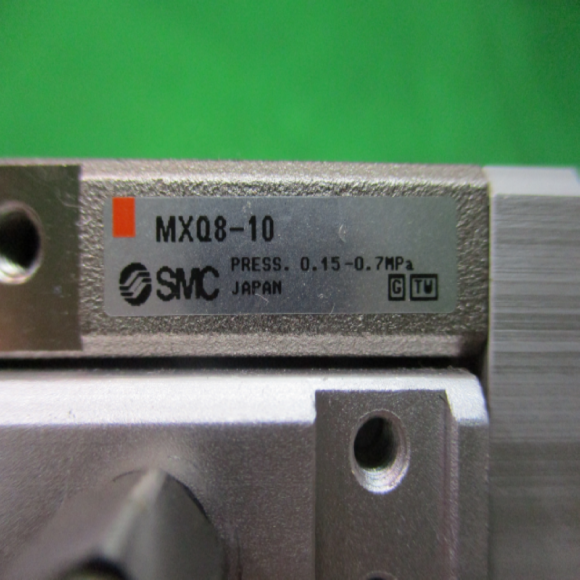 MXQ8-10
PRESS. 0.15-0.7MPa
SMC JAPAN G TW